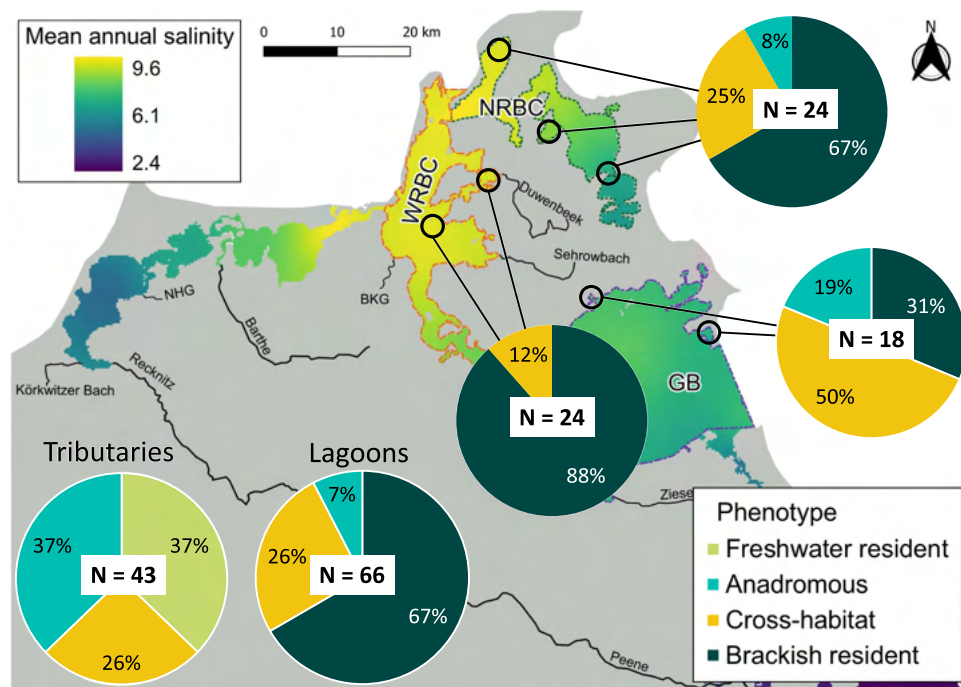 Mean annual salinity
9.6
6.1
2.4
0 10 20 km
N
NRBC
WRBC
Duwenbeek
Sehrowbach
NHG
BKG
Barthe
Recknitz
Körkwitzer Bach
GB
Ziese
Peene
8%
25%
N = 24
67%
19%
31%
N = 18
50%
12%
N = 24
88%
Tributaries
37%
37%
N = 43
26%
Lagoons
7%
26%
N = 66
67%
Phenotype
Freshwater resident
Anadromous
Cross-habitat
Brackish resident